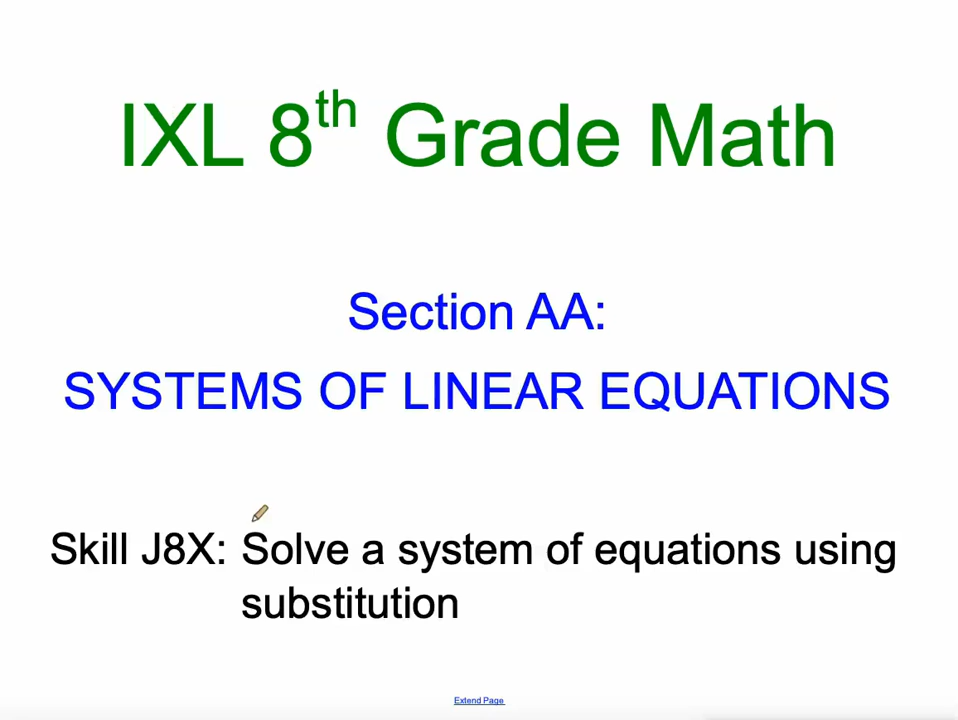 IXL 8th Grade Math
Section AA:
SYSTEMS OF LINEAR EQUATIONS
Skill J8X: Solve a system of equations using
substitution
Extend Page